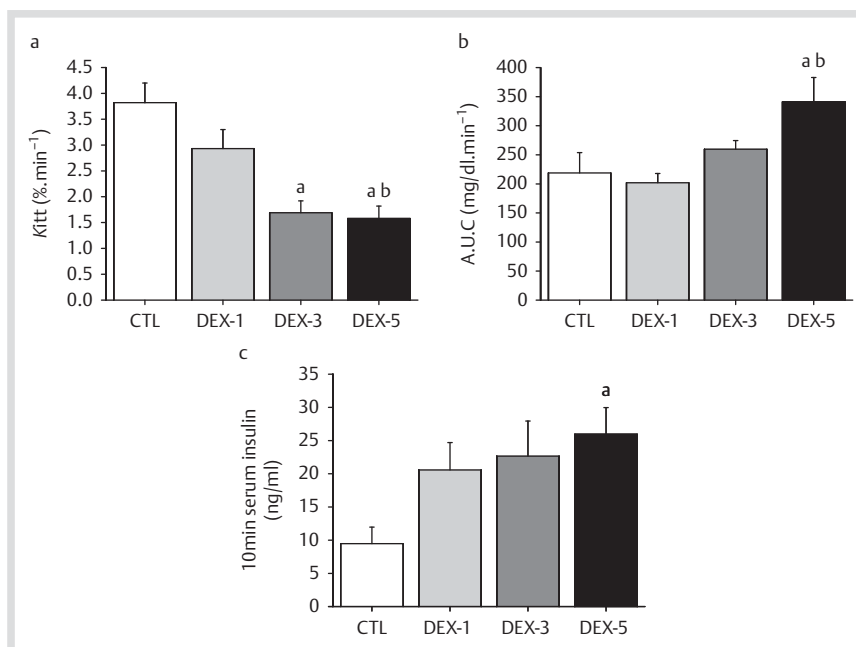 a
Kitt (%.min⁻¹)
4.5
4.0
3.5
3.0
2.5
2.0
1.5
1.0
0.5
0.0
a
a b
CTL DEX-1 DEX-3 DEX-5
b
A.U.C (mg/dl.min⁻¹)
400
350
300
250
200
150
100
50
0
a b
CTL DEX-1 DEX-3 DEX-5
c
10min serum insulin
(ng/ml)
35
30
25
20
15
10
5
0
a
CTL DEX-1 DEX-3 DEX-5